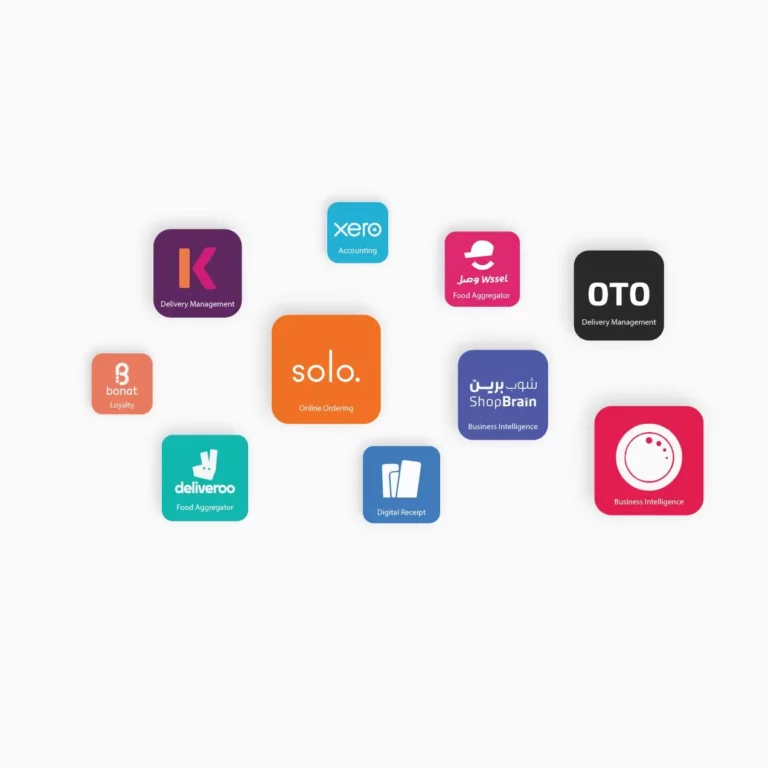 xero
Accounting
K
Delivery Management
وصل Wssel
Food Aggregator
OTO
Delivery Management
bonat
Loyalty
solo.
Online Ordering
شوب برين
ShopBrain
Business Intelligence
deliveroo
Food Aggregator
Digital Receipt
Business Intelligence